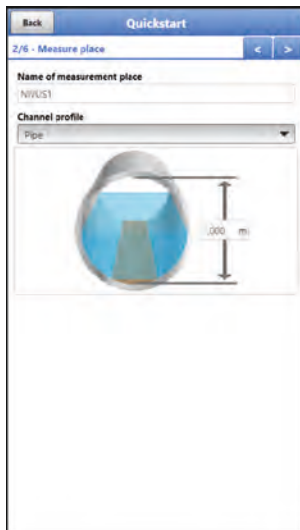 Back
Quickstart
2/6 - Measure place
< >
Name of measurement place
NIVUS1
Channel profile
Pipe
.000 m